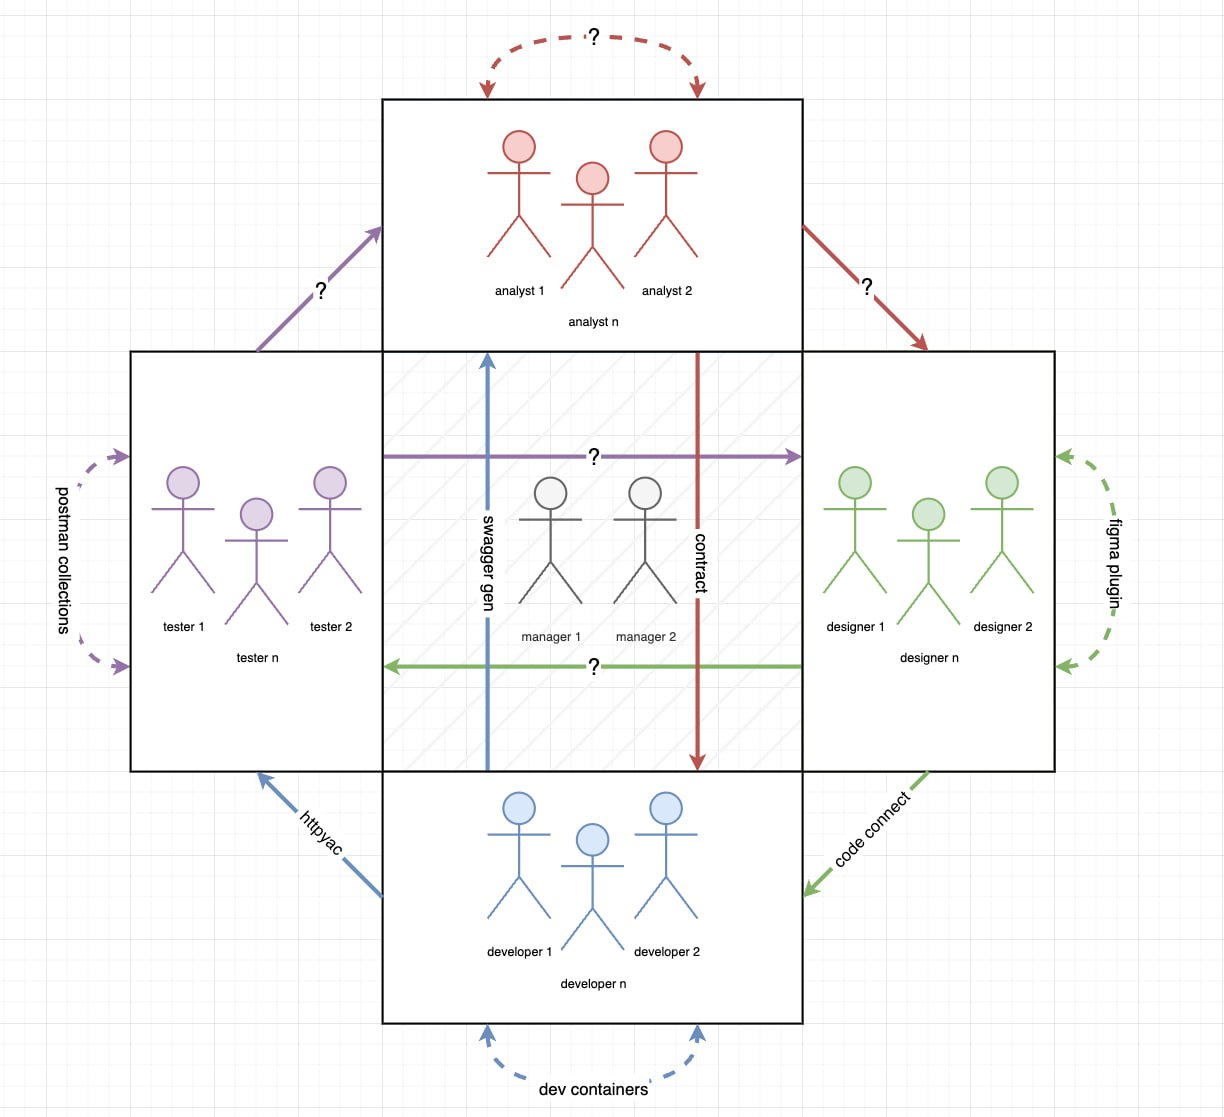 ?
analyst 1
analyst 2
analyst n
?
?
?
postman collections
swagger gen
contract
figma plugin
tester 1
tester 2
tester n
manager 1
manager 2
designer 1
designer 2
designer n
?
httpyac
code connect
developer 1
developer 2
developer n
dev containers